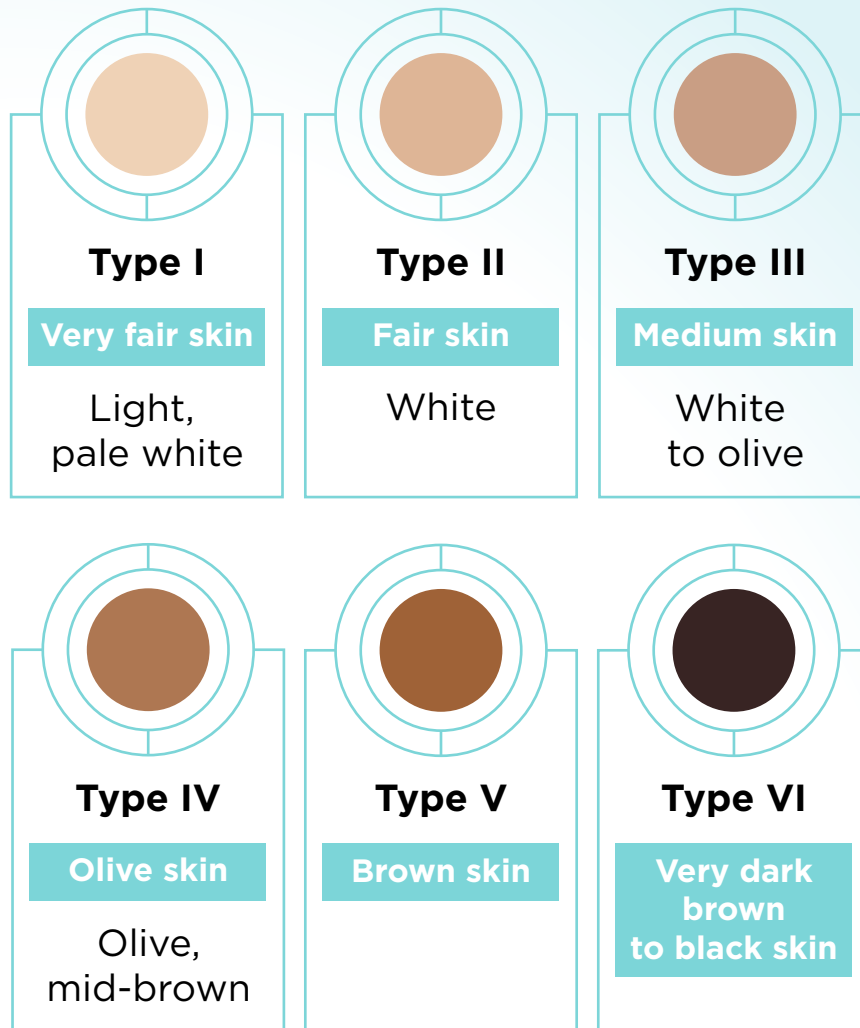 Type I
Very fair skin
Light,
pale white
Type II
Fair skin
White
Type III
Medium skin
White
to olive
Type IV
Olive skin
Olive,
mid-brown
Type V
Brown skin
Type VI
Very dark
brown
to black skin